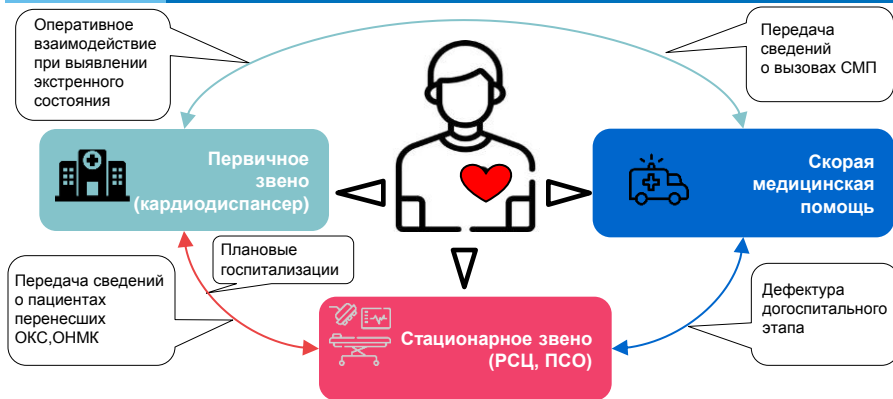 Оперативное
взаимодействие
при выявлении
экстренного
состояния
Передача
сведений
о вызовах СМП
Первичное
звено
(кардиодиспансер)
Скорая
медицинская
помощь
Плановые
госпитализации
Передача сведений
о пациентах
перенесших
ОКС,ОНМК
Стационарное звено
(РСЦ, ПСО)
Дефектура
догоспитального
этапа